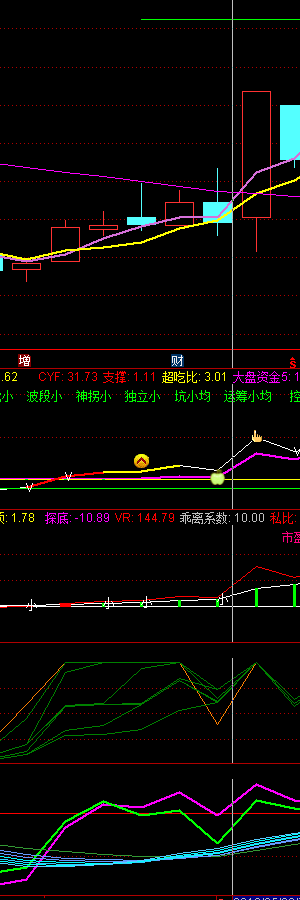 增 财
.62 CYF: 31.73 支撑: 1.11 超吃比: 3.01 大盘资金5: 1
小 波段小 神拐小 独立小 坑小均 运筹小均 控
: 1.78 探底: -10.89 VR: 144.79 乖离系数: 10.00 私比
市盈